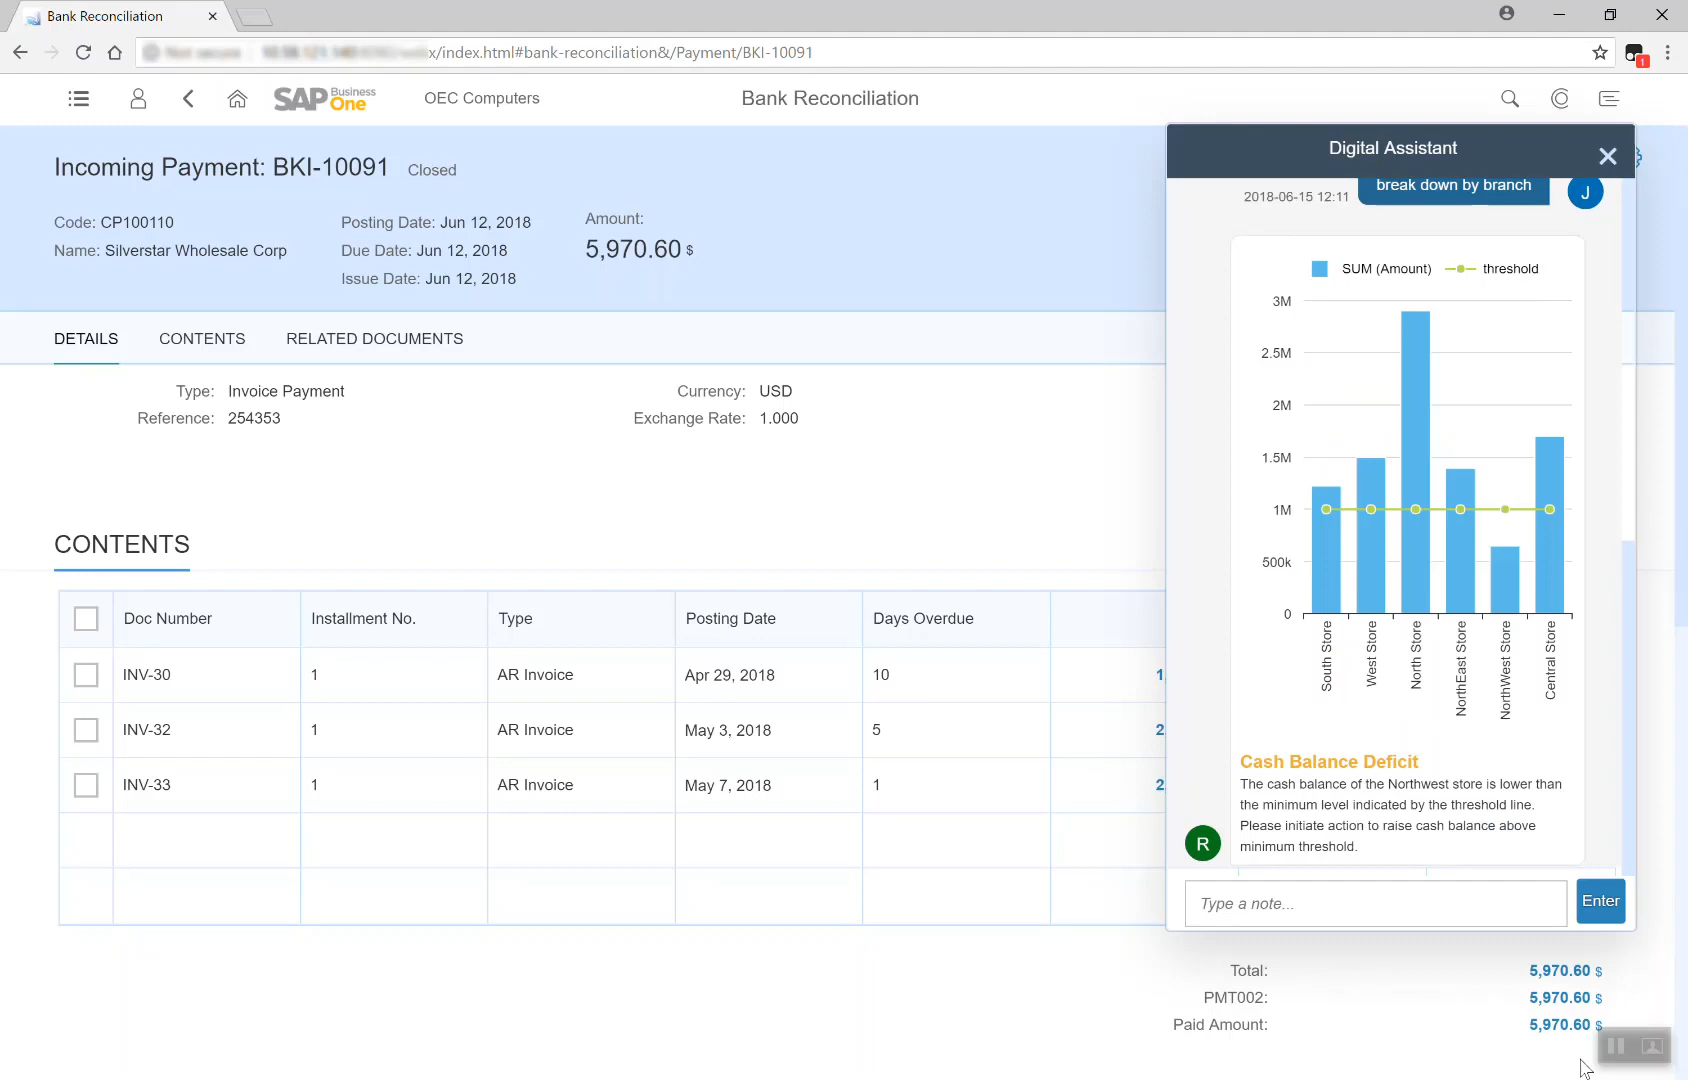 Bank Reconciliation
Not secure x/index.html#bank-reconciliation&/Payment/BKI-10091
1
SAP Business One
OEC Computers
Bank Reconciliation
Incoming Payment: BKI-10091 Closed
Code: CP100110
Name: Silverstar Wholesale Corp
Posting Date: Jun 12, 2018
Due Date: Jun 12, 2018
Issue Date: Jun 12, 2018
Amount:
5,970.60 $
DETAILS CONTENTS RELATED DOCUMENTS
Type: Invoice Payment
Reference: 254353
Currency: USD
Exchange Rate: 1.000
CONTENTS
Doc Number Installment No. Type Posting Date Days Overdue
INV-30 1 AR Invoice Apr 29, 2018 10 1,
INV-32 1 AR Invoice May 3, 2018 5 2
INV-33 1 AR Invoice May 7, 2018 1 2
Total: 5,970.60 $
PMT002: 5,970.60 $
Paid Amount: 5,970.60 $
Digital Assistant
2018-06-15 12:11 break down by branch J
SUM (Amount) threshold
3M
2.5M
2M
1.5M
1M
500k
0
South Store
West Store
North Store
NorthEast Store
NorthWest Store
Central Store
Cash Balance Deficit
The cash balance of the Northwest store is lower than
the minimum level indicated by the threshold line.
Please initiate action to raise cash balance above
minimum threshold.
R
Type a note...
Enter